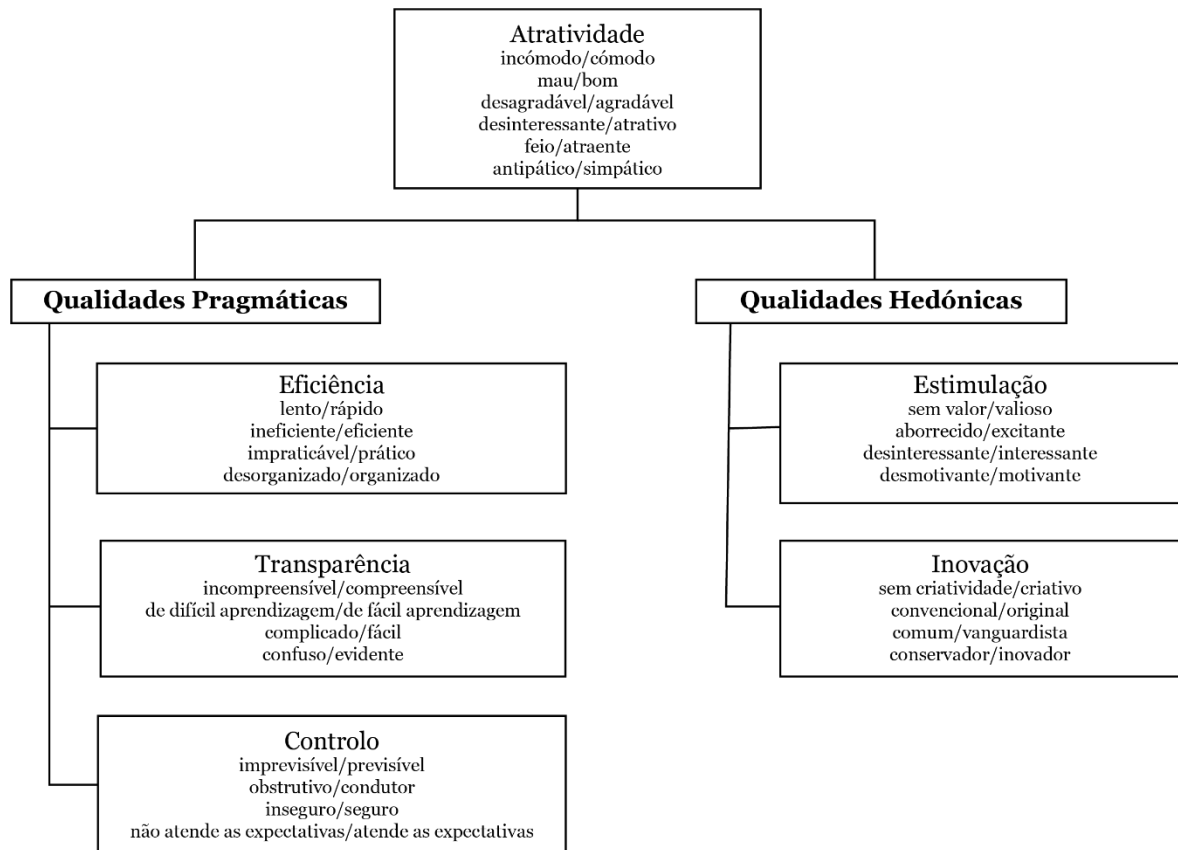 Atratividade
incómodo/cómodo
mau/bom
desagradável/agradável
desinteressante/atrativo
feio/atraente
antipático/simpático
Qualidades Pragmáticas
Eficiência
lento/rápido
ineficiente/eficiente
impraticável/prático
desorganizado/organizado
Transparência
incompreensível/compreensível
de difícil aprendizagem/de fácil aprendizagem
complicado/fácil
confuso/evidente
Controlo
imprevisível/previsível
obstrutivo/condutor
inseguro/seguro
não atende as expectativas/atende as expectativas
Qualidades Hedónicas
Estimulação
sem valor/valioso
aborrecido/excitante
desinteressante/interessante
desmotivante/motivante
Inovação
sem criatividade/criativo
convencional/original
comum/vanguardista
conservador/inovador